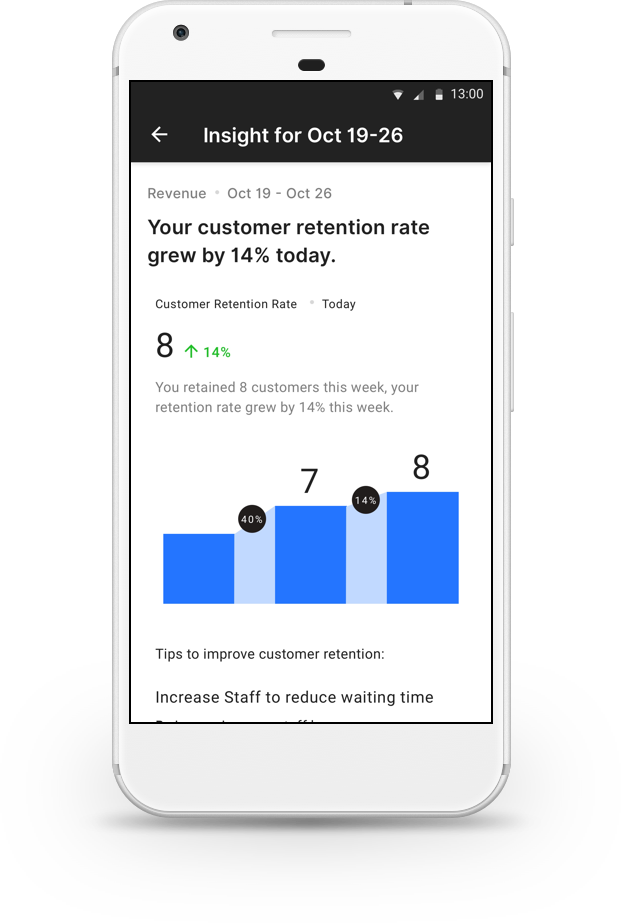 13:00
Insight for Oct 19-26
Revenue • Oct 19 - Oct 26
Your customer retention rate
grew by 14% today.
Customer Retention Rate • Today
8 ↑ 14%
You retained 8 customers this week, your
retention rate grew by 14% this week.
40%
7
14%
8
Tips to improve customer retention:
Increase Staff to reduce waiting time